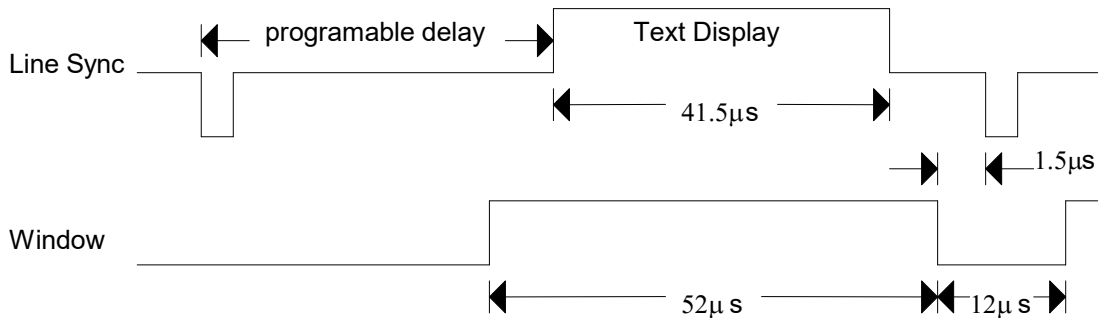 programable delay
Text Display
Line Sync
41.5μs
1.5μs
Window
52μ s
12μ s